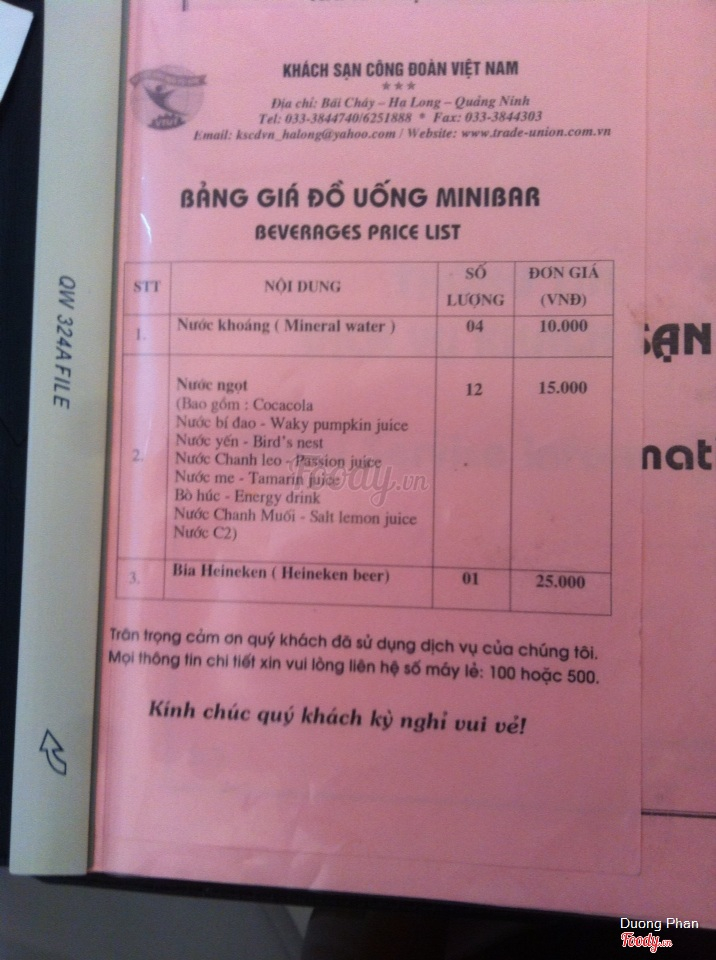 KHÁCH SẠN CÔNG ĐOÀN VIỆT NAM
★★★
Địa chỉ: Bãi Cháy – Hạ Long – Quảng Ninh
Tel: 033-3844740/6251888 * Fax: 033-3844303
Email: kscdvn_halong@yahoo.com / Website: www.trade-union.com.vn
BẢNG GIÁ ĐỒ UỐNG MINIBAR
BEVERAGES PRICE LIST
STT NỘI DUNG SỐ LƯỢNG ĐƠN GIÁ (VNĐ)
1. Nước khoáng ( Mineral water ) 04 10.000
2. Nước ngọt 12 15.000
(Bao gồm : Cocacola
Nước bí đao - Waky pumpkin juice
Nước yến - Bird's nest
Nước Chanh leo - Passion juice
Nước me - Tamarin juice
Bò húc - Energy drink
Nước Chanh Muối - Salt lemon juice
Nước C2)
3. Bia Heineken ( Heineken beer) 01 25.000
Trân trọng cảm ơn quý khách đã sử dụng dịch vụ của chúng tôi.
Mọi thông tin chi tiết xin vui lòng liên hệ số máy lẻ: 100 hoặc 500.
Kính chúc quý khách kỳ nghỉ vui vẻ!
QW 324A FILE
SẠN
mat
Foody.vn
Duong Phan
Foody.vn